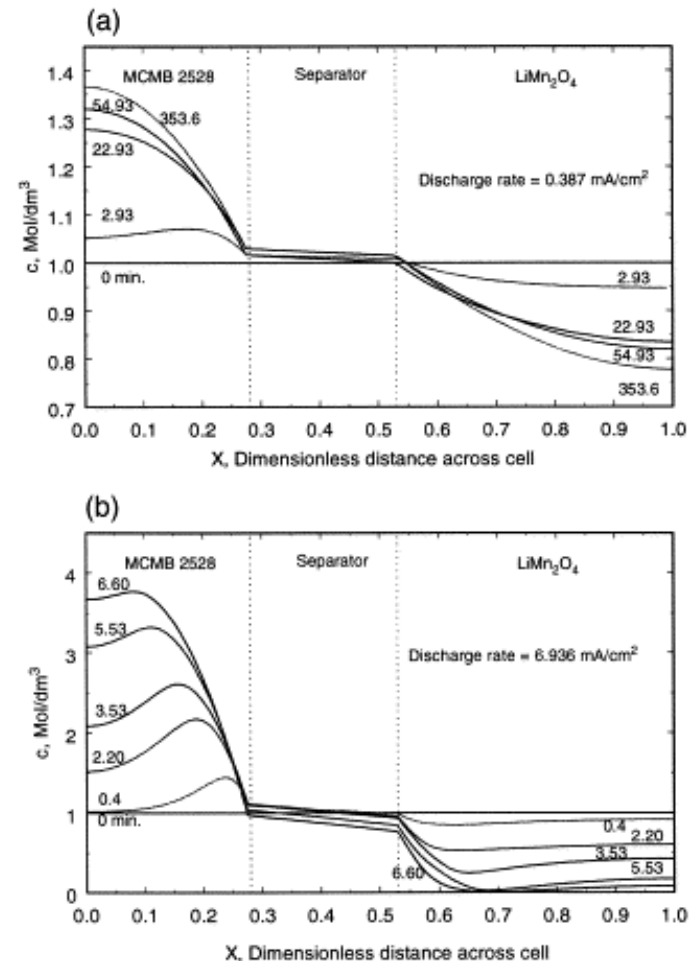 (a)
MCMB 2528 Separator LiMn₂O₄
1.4
54.93
353.6
1.3
22.93
1.2
Discharge rate = 0.387 mA/cm²
c, Mol/dm³
1.1
2.93
1.0
0 min.
2.93
0.9
22.93
0.8
54.93
353.6
0.7
0.0 0.1 0.2 0.3 0.4 0.5 0.6 0.7 0.8 0.9 1.0
X, Dimensionless distance across cell
(b)
MCMB 2528 Separator LiMn₂O₄
4
6.60
5.53
Discharge rate = 6.936 mA/cm²
3
c, Mol/dm³
3.53
2
2.20
0.4
1
0 min.
0.4
2.20
3.53
5.53
6.60
0
0.0 0.1 0.2 0.3 0.4 0.5 0.6 0.7 0.8 0.9 1.0
X, Dimensionless distance across cell